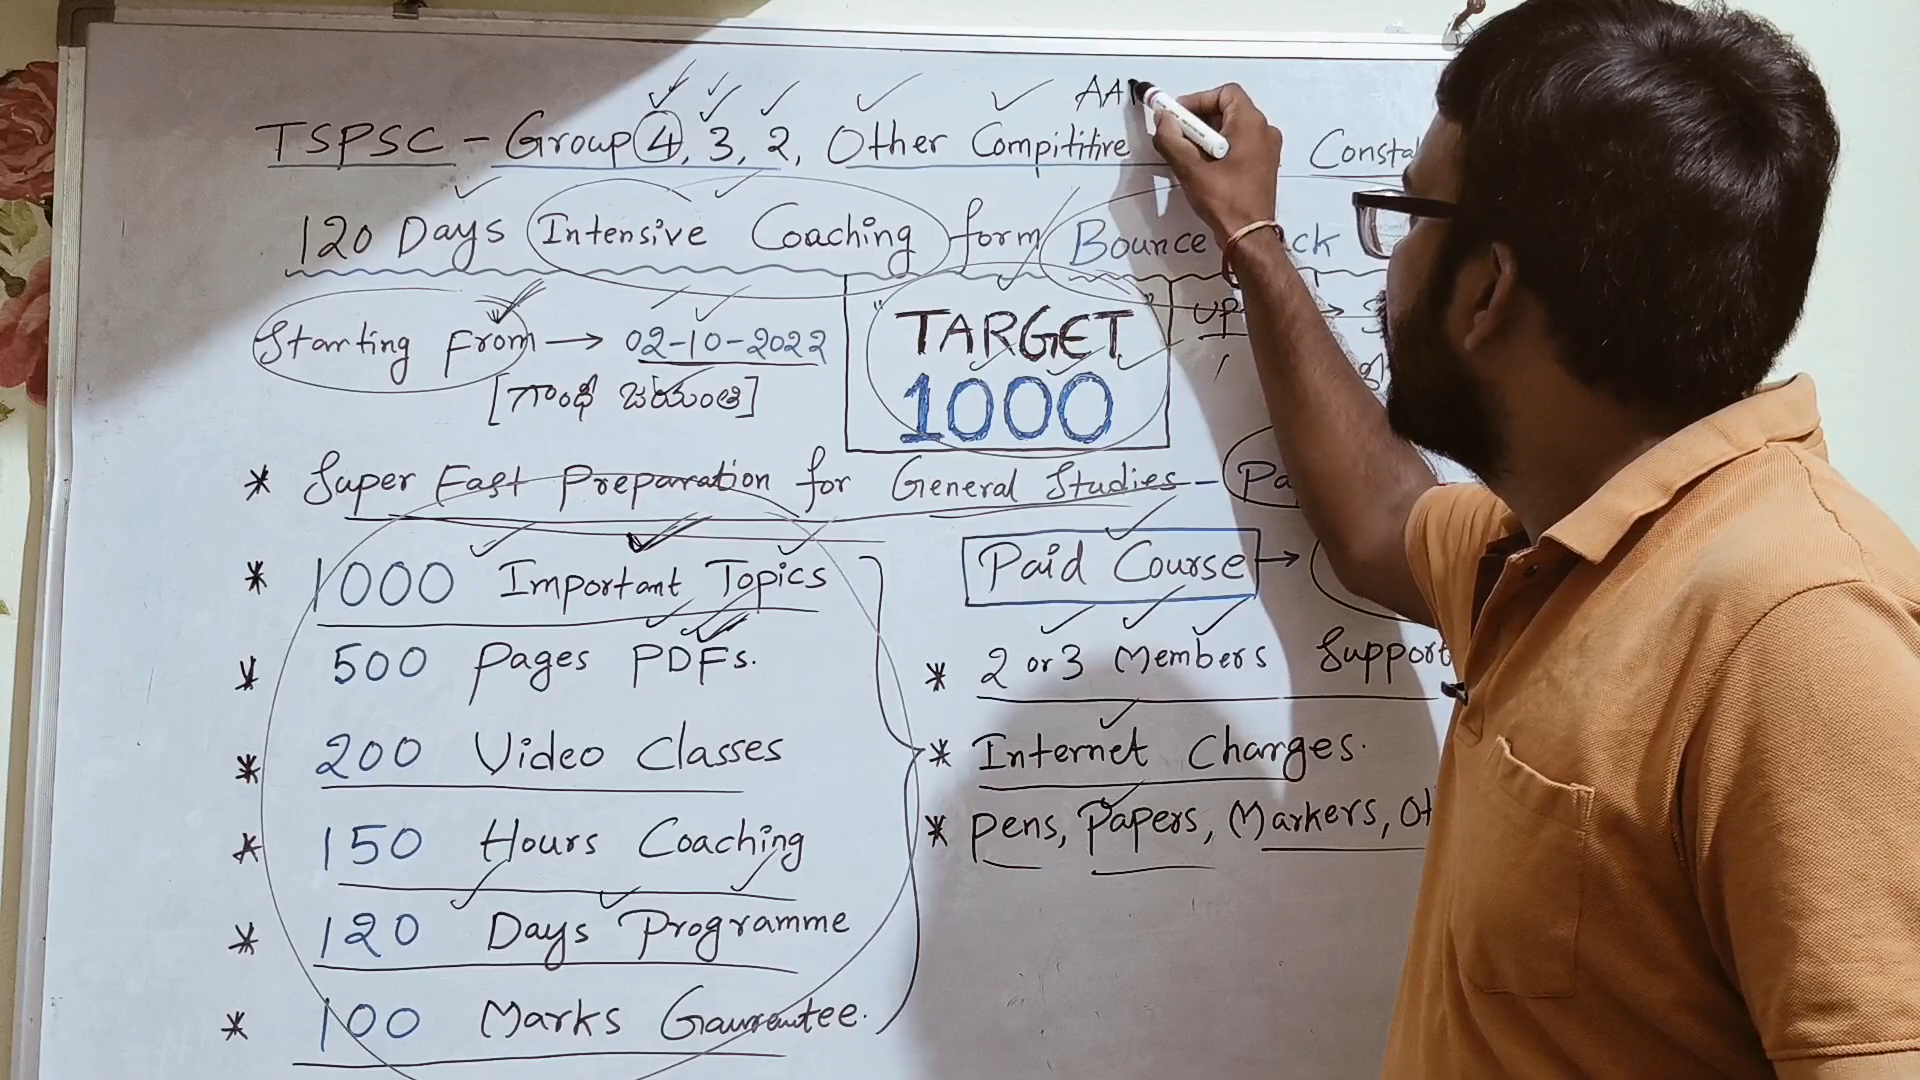 AA
TSPSC - Group 4, 3, 2, Other Compititive
120 Days Intensive Coaching form Bounce
Starting From → 02-10-2022
[గాంధీ జయంతి]
"TARGET"
1000
UP
* Super Fast Preparation for General Studies -
* 1000 Important Topics
* 500 Pages PDFs.
* 200 Video Classes
* 150 Hours Coaching
* 120 Days Programme
* 100 Marks Gaurentee.
Paid Course →
* 2 or 3 Members Support
* Internet Charges.
* Pens, Papers, Markers,